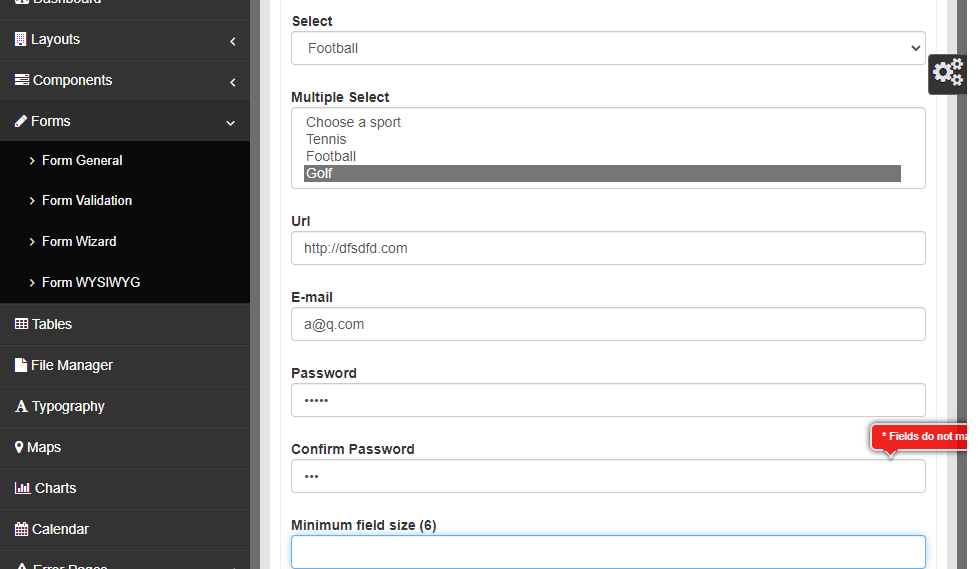 Dashboard
Layouts
Components
Forms
Form General
Form Validation
Form Wizard
Form WYSIWYG
Tables
File Manager
Typography
Maps
Charts
Calendar
Error Pages
Select
Football
Multiple Select
Choose a sport
Tennis
Football
Golf
Url
http://dfsdfd.com
E-mail
a@q.com
Password
•••••
* Fields do not ma
Confirm Password
•••
Minimum field size (6)